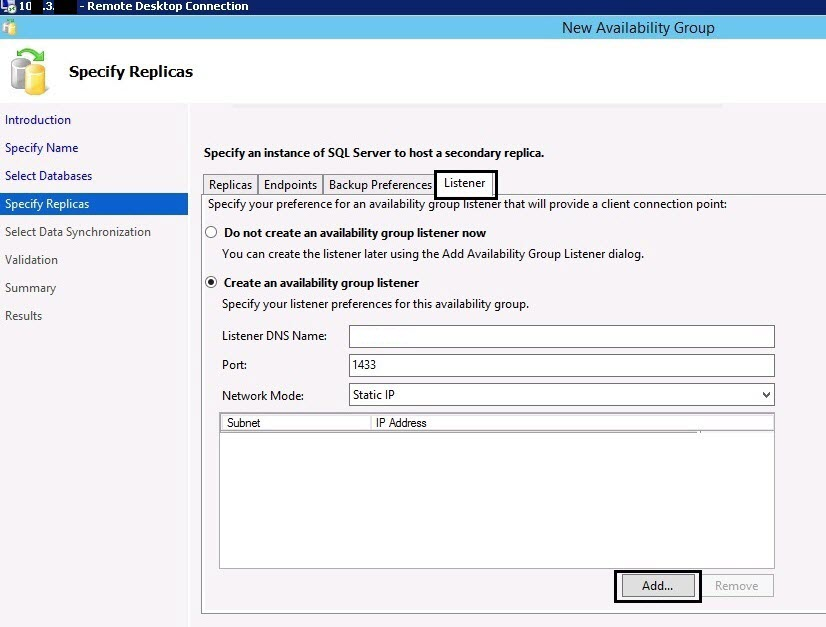 10 .3. - Remote Desktop Connection
New Availability Group
Specify Replicas
Introduction
Specify Name
Select Databases
Specify Replicas
Select Data Synchronization
Validation
Summary
Results
Specify an instance of SQL Server to host a secondary replica.
Replicas Endpoints Backup Preferences Listener
Specify your preference for an availability group listener that will provide a client connection point:
Do not create an availability group listener now
You can create the listener later using the Add Availability Group Listener dialog.
Create an availability group listener
Specify your listener preferences for this availability group.
Listener DNS Name:
Port: 1433
Network Mode: Static IP
Subnet IP Address
Add... Remove